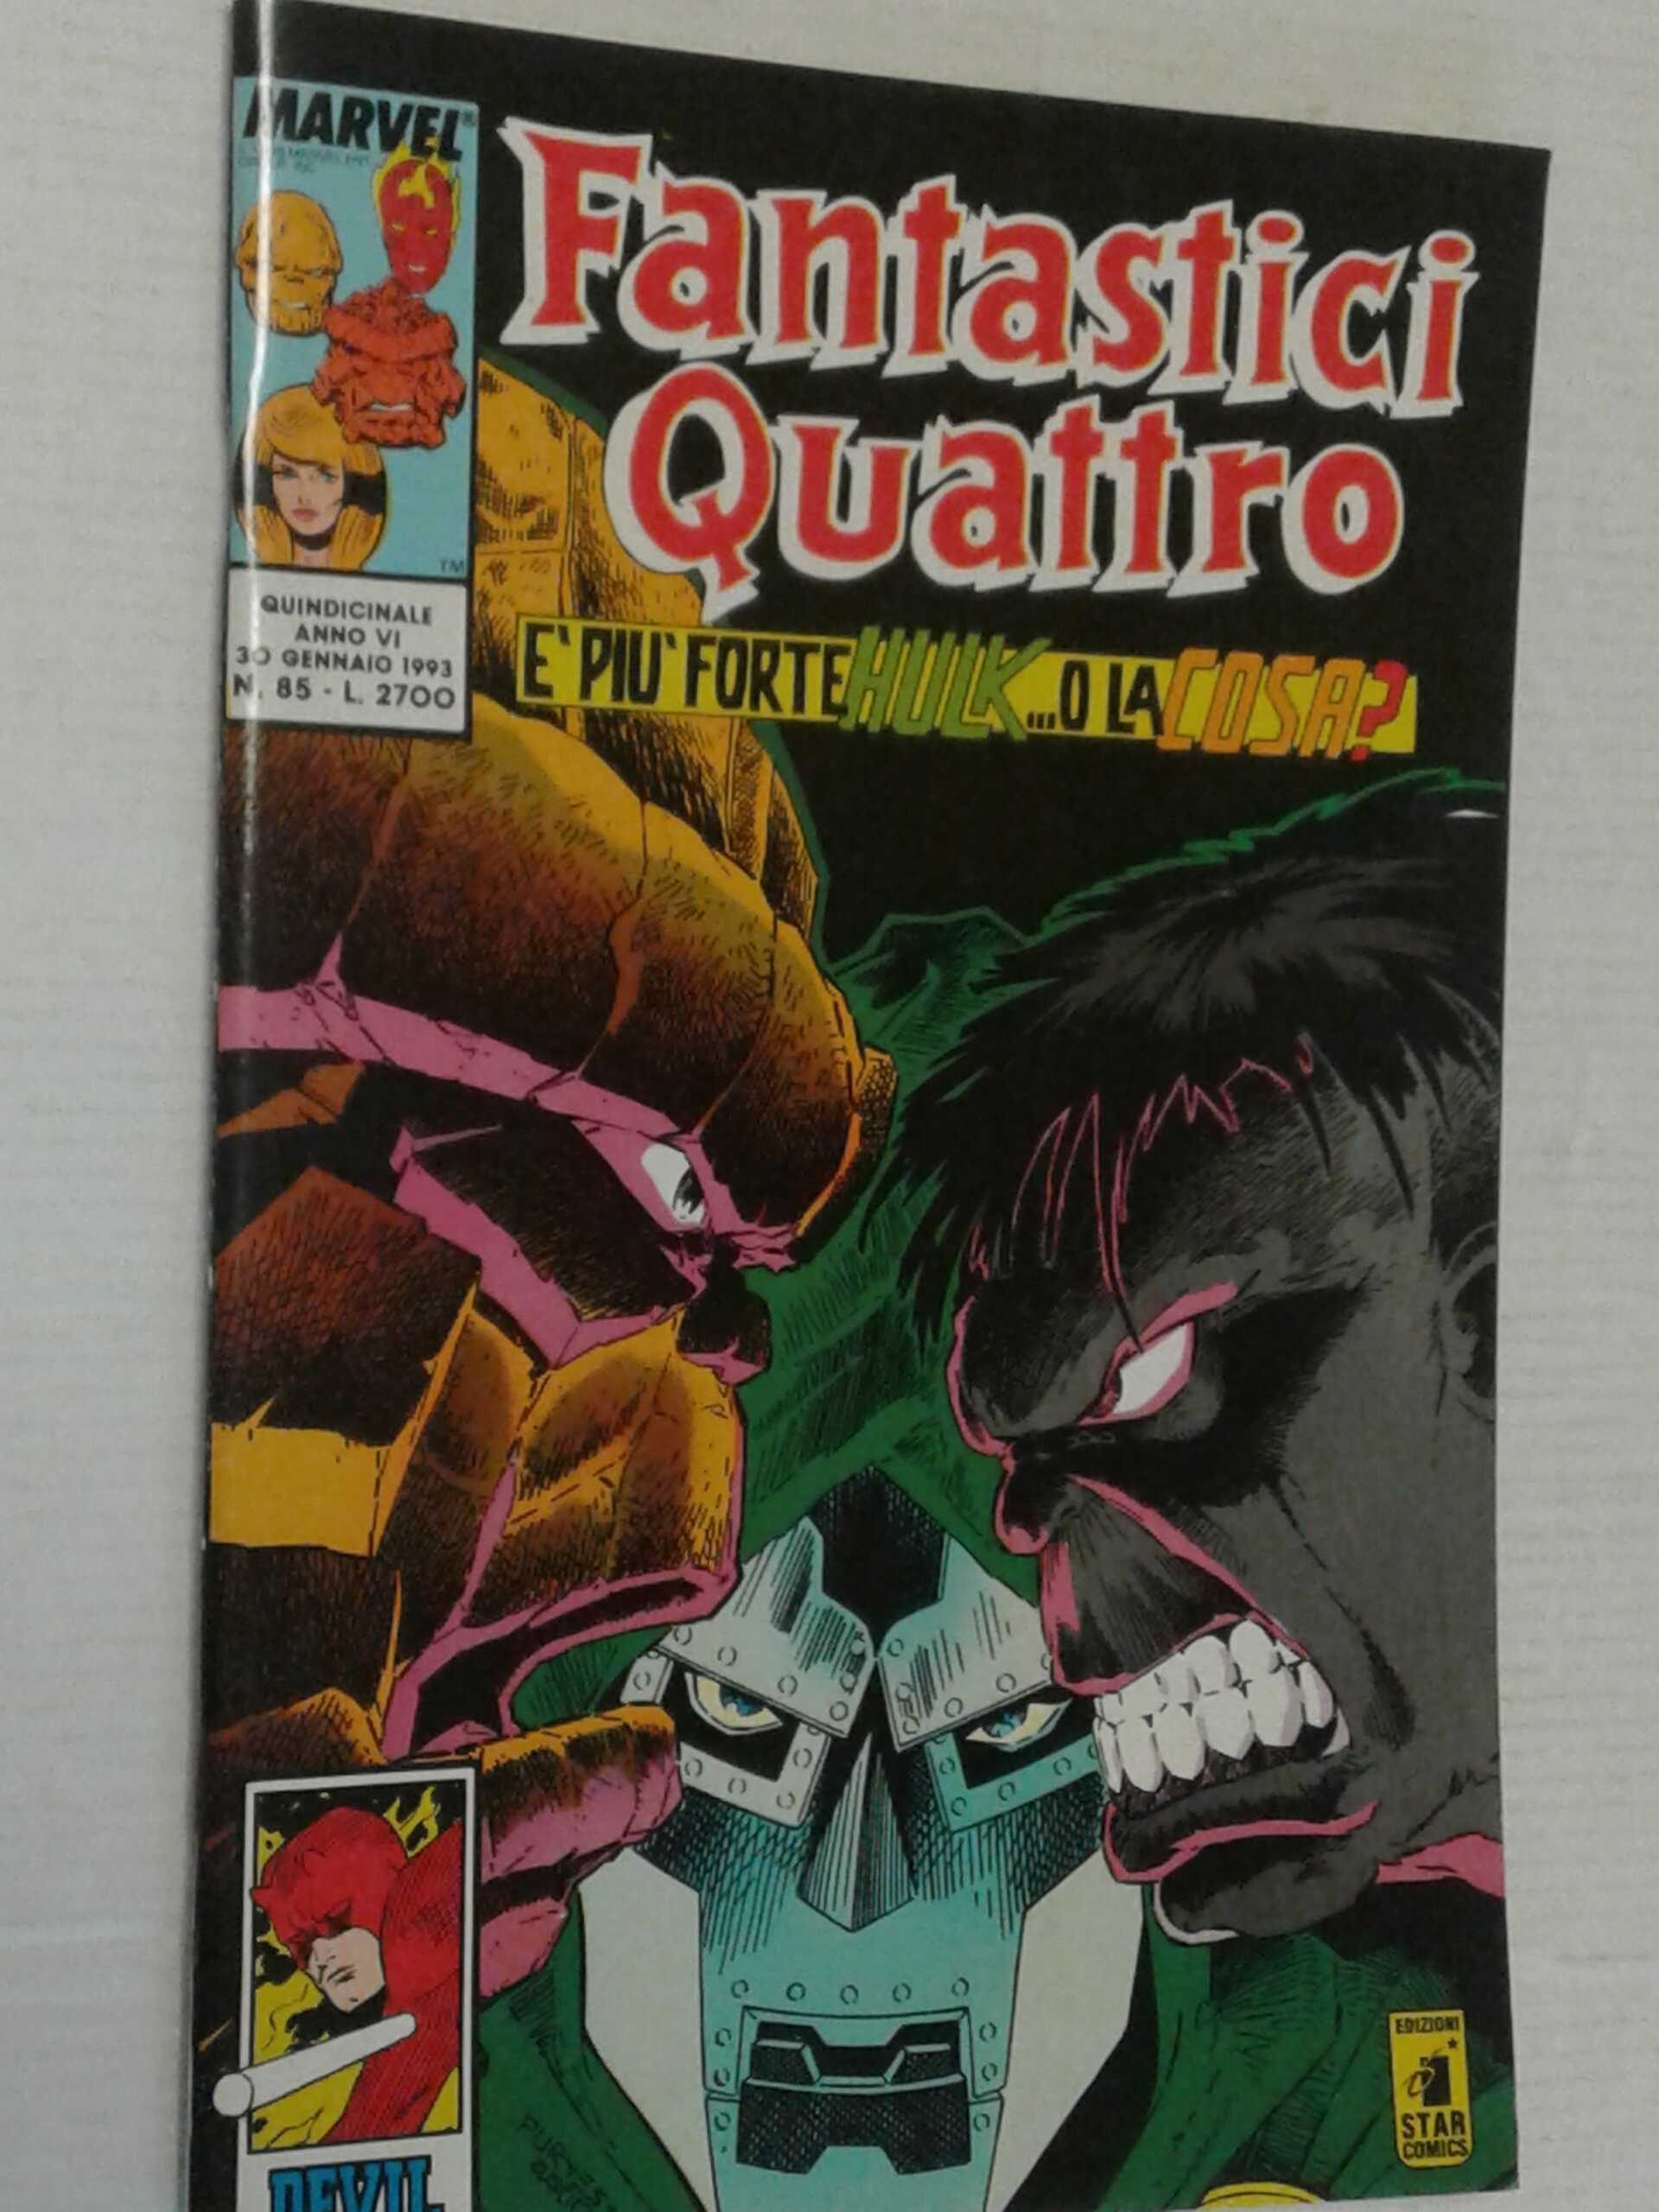 MARVEL
Fantastici
Quattro
TM
QUINDICINALE
ANNO VI
30 GENNAIO 1993
N. 85 - L. 2700
E' PIU' FORTE HULK...O LA COSA?
EDIZIONI
STAR
COMICS
DEVIL